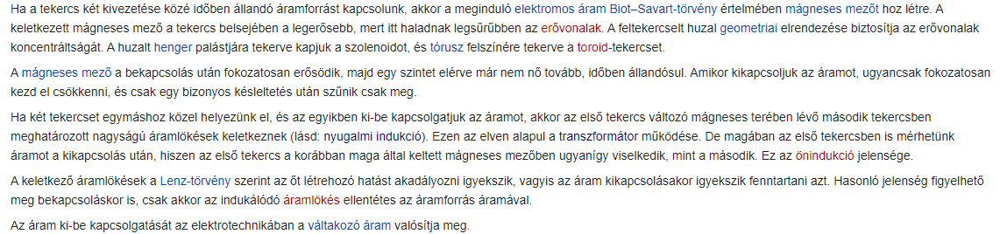 Ha a tekercs két kivezetése közé időben állandó áramforrást kapcsolunk, akkor a meginduló elektromos áram Biot–Savart-törvény értelmében mágneses mezőt hoz létre. A
keletkezett mágneses mező a tekercs belsejében a legerősebb, mert itt haladnak legsűrűbben az erővonalak. A feltekercselt huzal geometriai elrendezése biztosítja az erővonalak
koncentráltságát. A huzalt henger palástjára tekerve kapjuk a szolenoidot, és tórusz felszínére tekerve a toroid-tekercset.
A mágneses mező a bekapcsolás után fokozatosan erősödik, majd egy szintet elérve már nem nő tovább, időben állandósul. Amikor kikapcsoljuk az áramot, ugyancsak fokozatosan
kezd el csökkenni, és csak egy bizonyos késleltetés után szűnik csak meg.
Ha két tekercset egymáshoz közel helyezünk el, és az egyikben ki-be kapcsolgatjuk az áramot, akkor az első tekercs változó mágneses terében lévő második tekercsben
meghatározott nagyságú áramlökések keletkeznek (lásd: nyugalmi indukció). Ezen az elven alapul a transzformátor működése. De magában az első tekercsben is mérhetünk
áramot a kikapcsolás után, hiszen az első tekercs a korábban maga által keltett mágneses mezőben ugyanígy viselkedik, mint a második. Ez az önindukció jelensége.
A keletkező áramlökések a Lenz-törvény szerint az őt létrehozó hatást akadályozni igyekszik, vagyis az áram kikapcsolásakor igyekszik fenntartani azt. Hasonló jelenség figyelhető
meg bekapcsoláskor is, csak akkor az indukálódó áramlökés ellentétes az áramforrás áramával.
Az áram ki-be kapcsolgatását az elektrotechnikában a váltakozó áram valósítja meg.